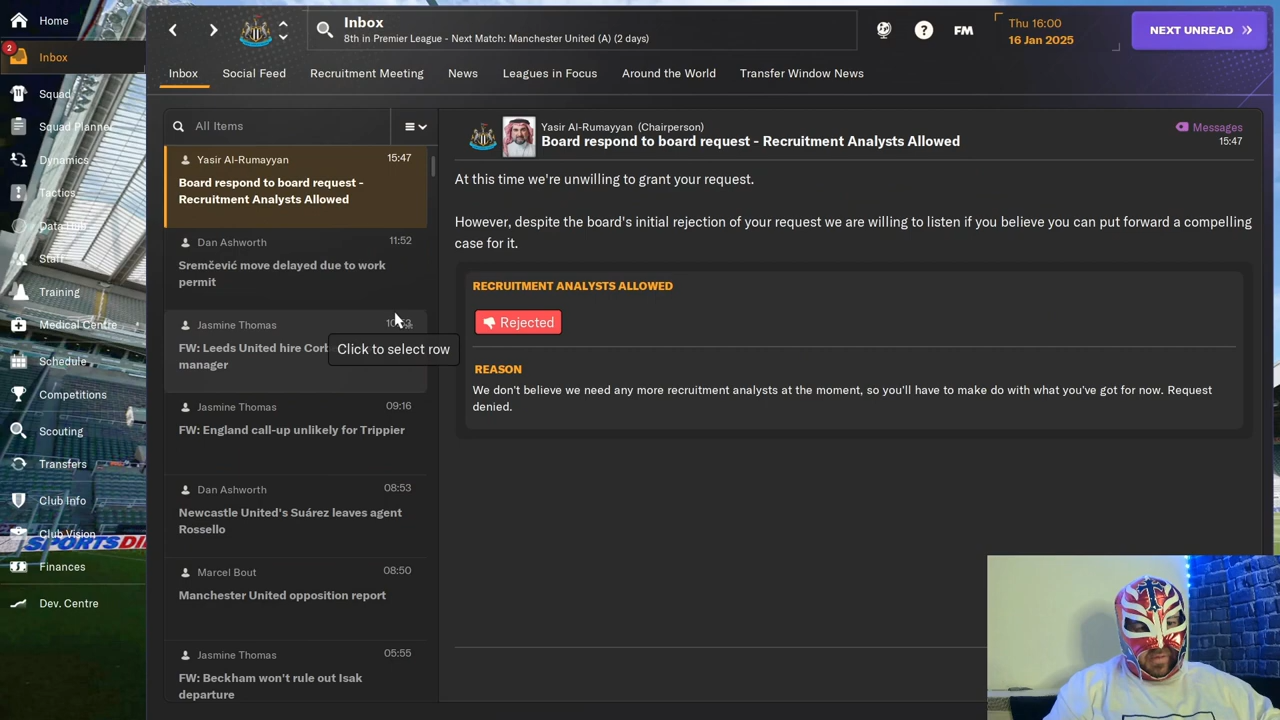 Home
2
Inbox
Squad
Squad Planner
Dynamics
Tactics
Data Hub
Staff
Training
Medical Centre
Schedule
Competitions
Scouting
Transfers
Club Info
Club Vision
SPORTSDI
Finances
Dev. Centre
Inbox
8th in Premier League - Next Match: Manchester United (A) (2 days)
?
FM
Thu 16:00
16 Jan 2025
NEXT UNREAD
Inbox
Social Feed
Recruitment Meeting
News
Leagues in Focus
Around the World
Transfer Window News
All Items
Yasir Al-Rumayyan 15:47
Board respond to board request -
Recruitment Analysts Allowed
Dan Ashworth 11:52
Sremčević move delayed due to work
permit
Jasmine Thomas
FW: Leeds United hire
manager
Click to select row
Jasmine Thomas 09:16
FW: England call-up unlikely for Trippier
Dan Ashworth 08:53
Newcastle United's Suárez leaves agent
Rossello
Marcel Bout 08:50
Manchester United opposition report
Jasmine Thomas 05:55
FW: Beckham won't rule out Isak
departure
Yasir Al-Rumayyan (Chairperson)
Board respond to board request - Recruitment Analysts Allowed
Messages
15:47
At this time we're unwilling to grant your request.
However, despite the board's initial rejection of your request we are willing to listen if you believe you can put forward a compelling
case for it.
RECRUITMENT ANALYSTS ALLOWED
Rejected
REASON
We don't believe we need any more recruitment analysts at the moment, so you'll have to make do with what you've got for now. Request
denied.